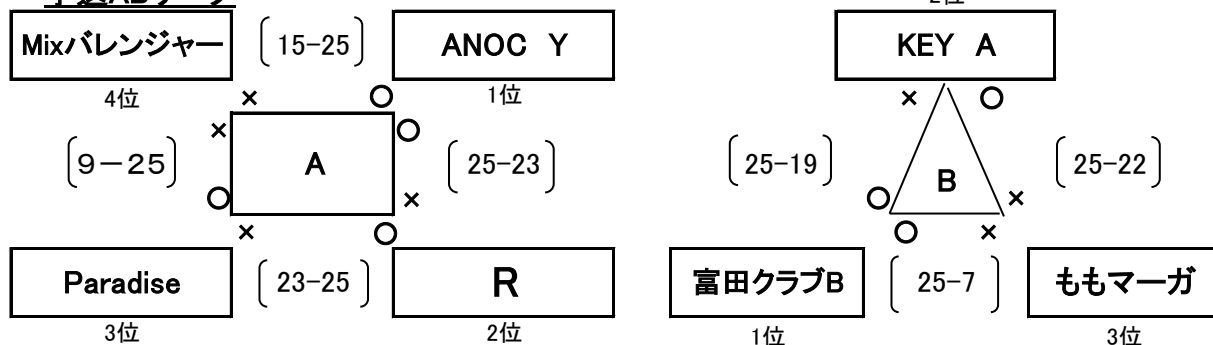 2位
Mixバレンジャー
15-25
ANOC Y
KEY A
4位
1位
× ○
× ○
× ○
9-25
A
25-23
25-19
B
25-22
○ ×
○ ×
× ○
○ ×
Paradise
23-25
R
富田クラブB
25-7
ももマーガ
3位
2位
1位
3位